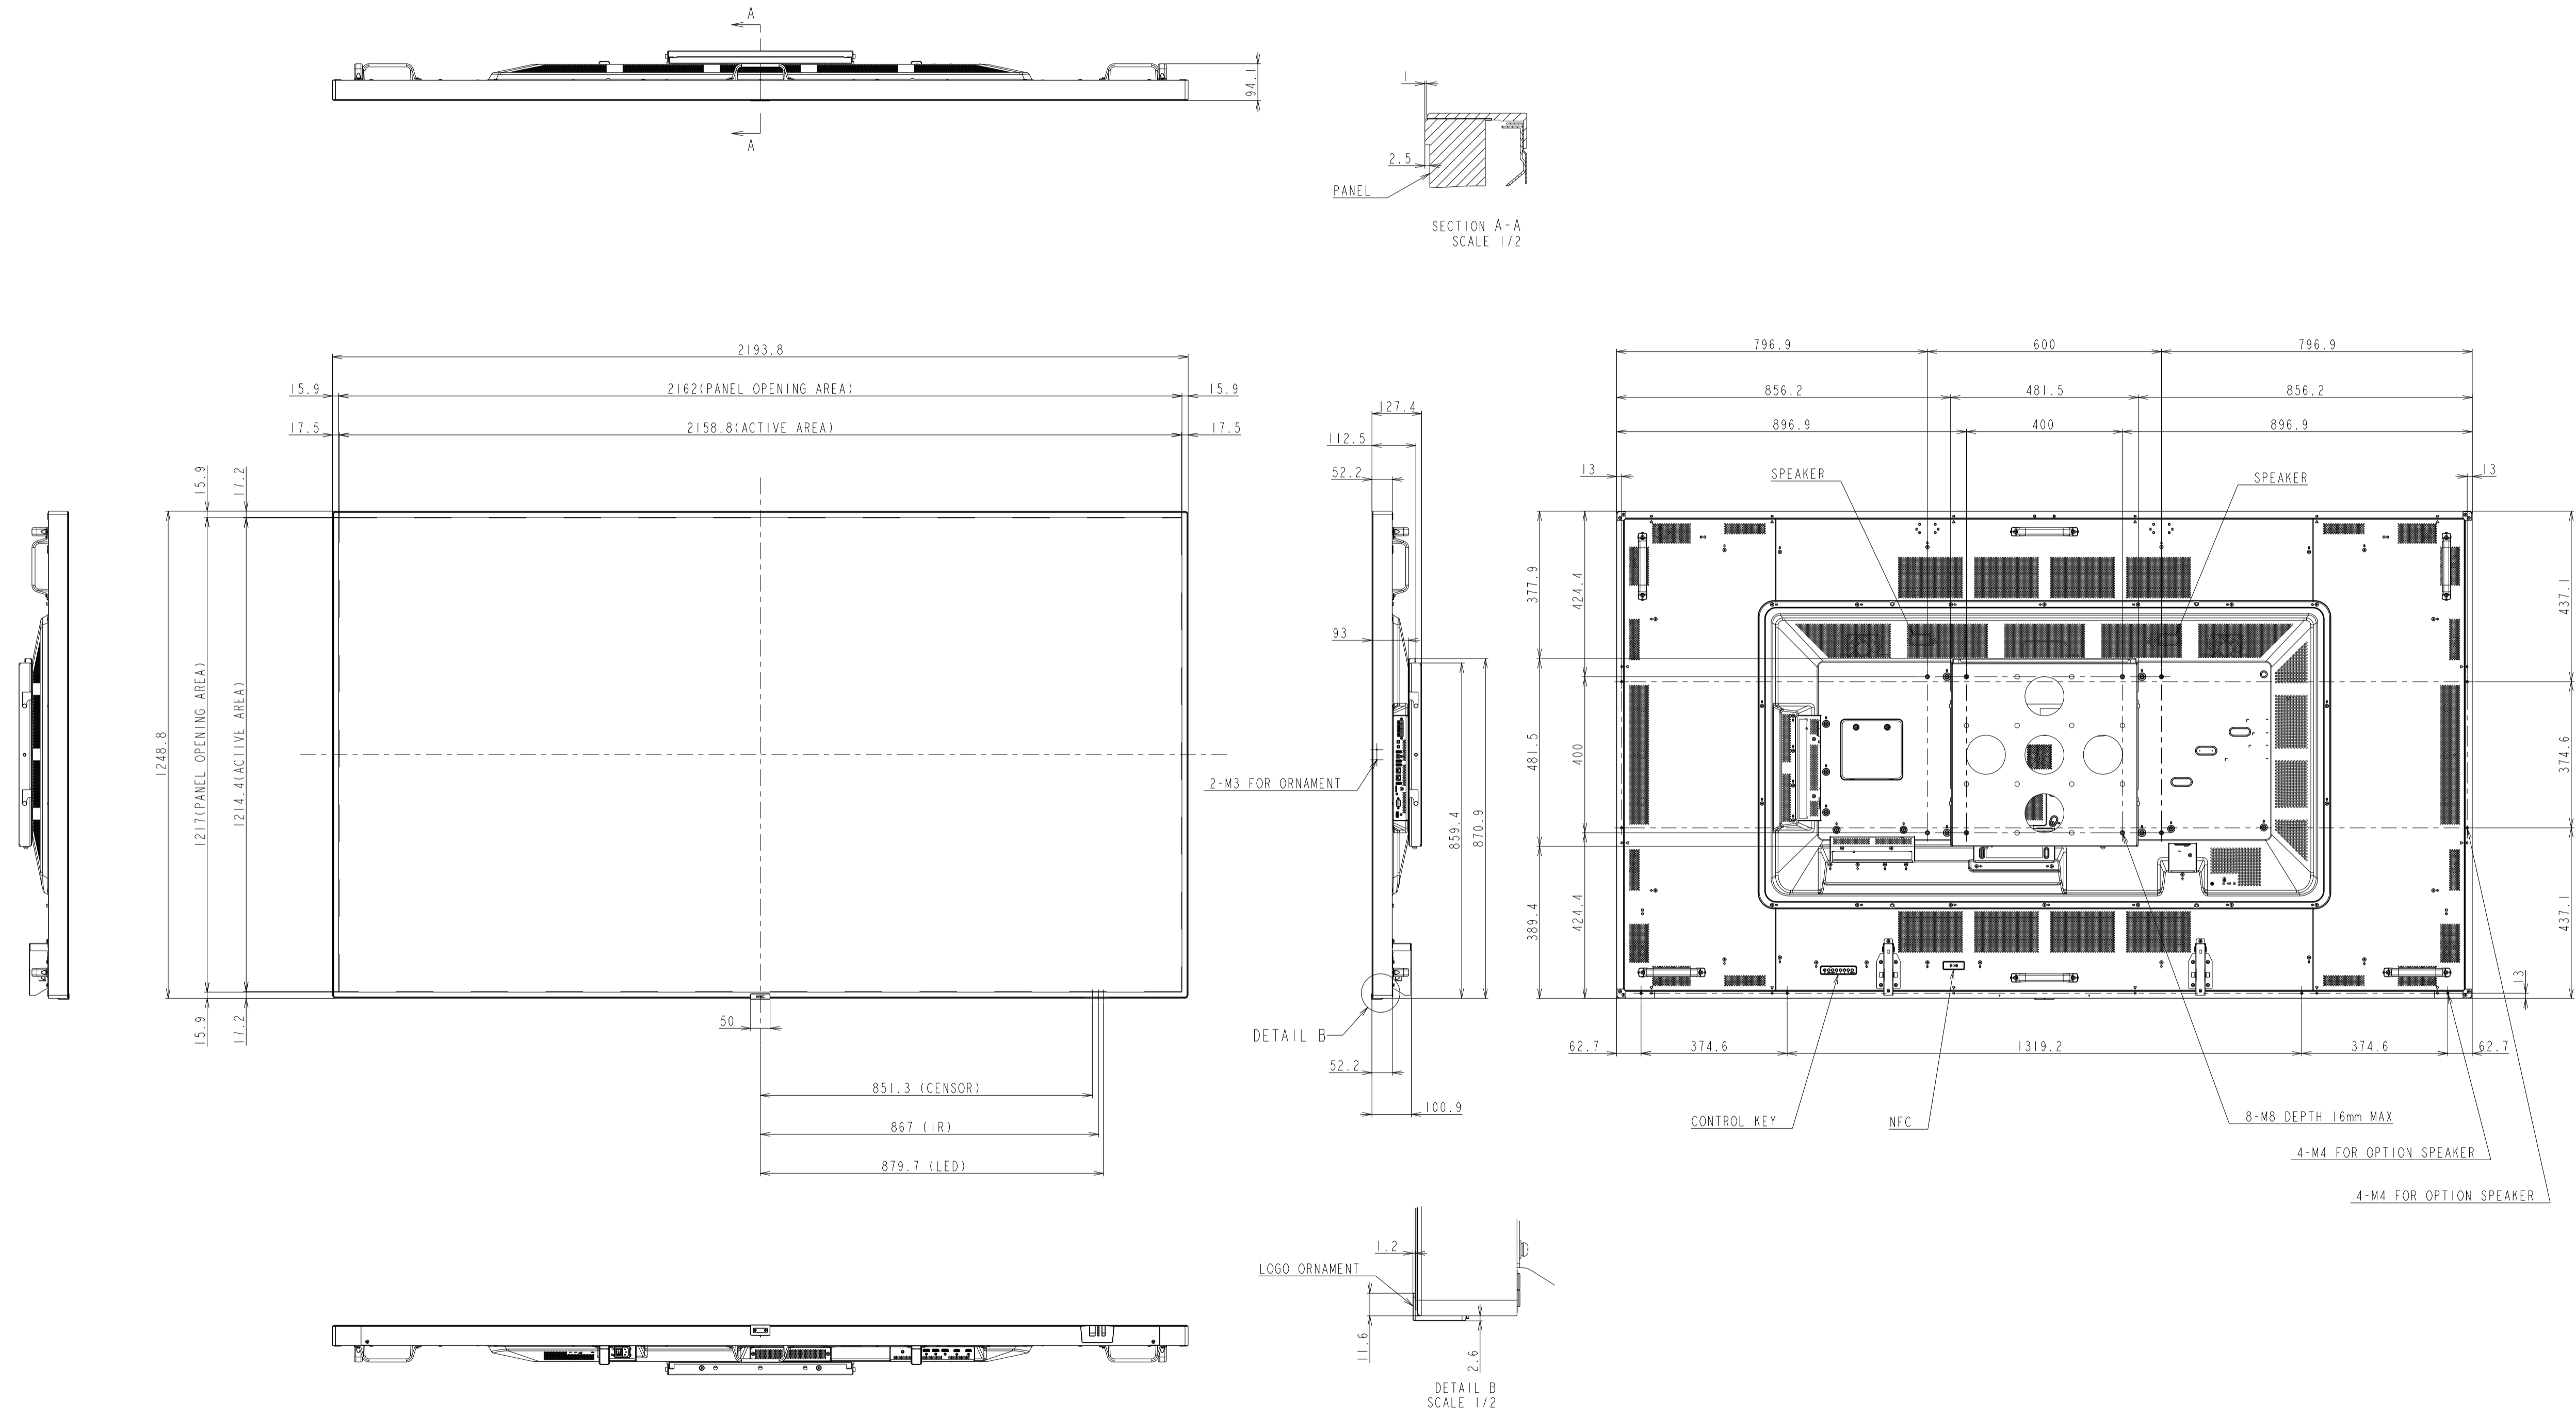 A
94.1
A
1
2.5
PANEL
SECTION A-A
SCALE 1/2
2193.8
15.9
2162(PANEL OPENING AREA)
15.9
17.5
2158.8(ACTIVE AREA)
17.5
15.9
17.2
1248.8
1217(PANEL OPENING AREA)
1214.4(ACTIVE AREA)
15.9
17.2
50
851.3 (CENSOR)
867 (IR)
879.7 (LED)
127.4
112.5
52.2
93
2-M3 FOR ORNAMENT
859.4
870.9
DETAIL B
52.2
100.9
796.9
600
796.9
856.2
481.5
856.2
896.9
400
896.9
13
SPEAKER
SPEAKER
13
377.9
424.4
437.1
481.5
400
374.6
389.4
424.4
437.1
13
62.7
374.6
1319.2
374.6
62.7
CONTROL KEY
NFC
8-M8 DEPTH 16mm MAX
4-M4 FOR OPTION SPEAKER
4-M4 FOR OPTION SPEAKER
1.2
LOGO ORNAMENT
11.6
2.6
DETAIL B
SCALE 1/2